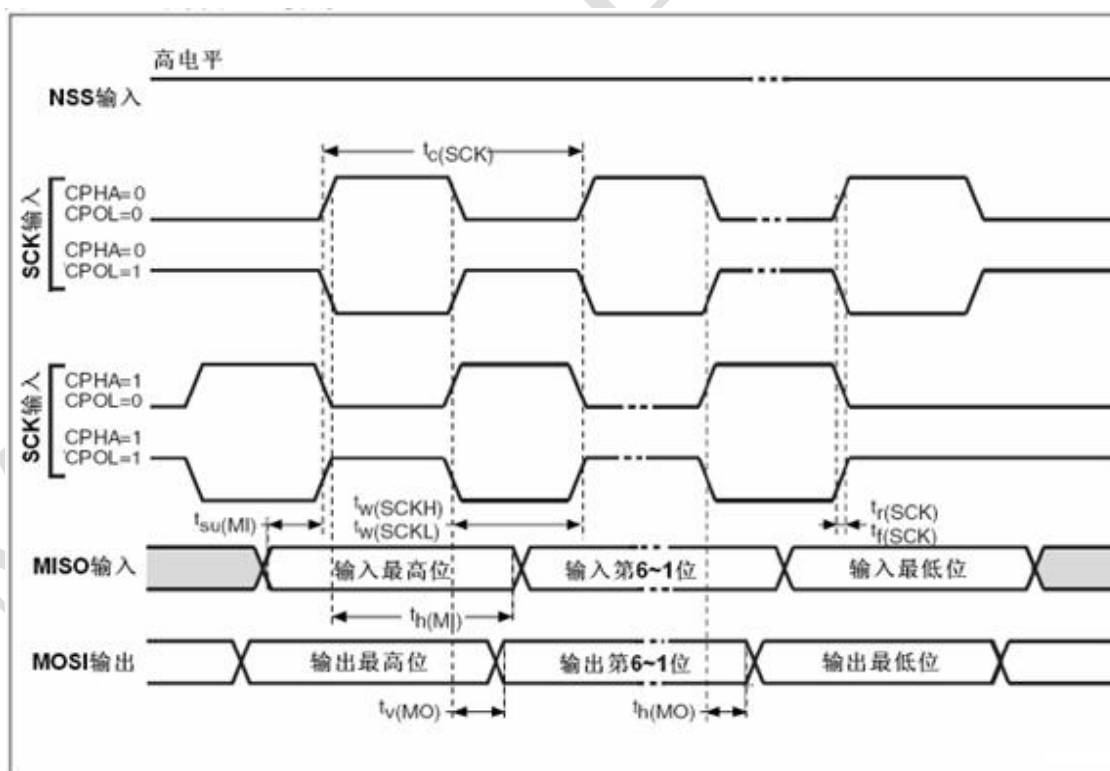 高电平
NSS输入
tc(SCK)
SCK输入
CPHA=0
CPOL=0
CPHA=0
CPOL=1
SCK输入
CPHA=1
CPOL=0
CPHA=1
CPOL=1
tsu(MI)
tw(SCKH)
tw(SCKL)
tr(SCK)
tf(SCK)
MISO输入
输入最高位
输入第6~1位
输入最低位
th(MI)
MOSI输出
输出最高位
输出第6~1位
输出最低位
tv(MO)
th(MO)